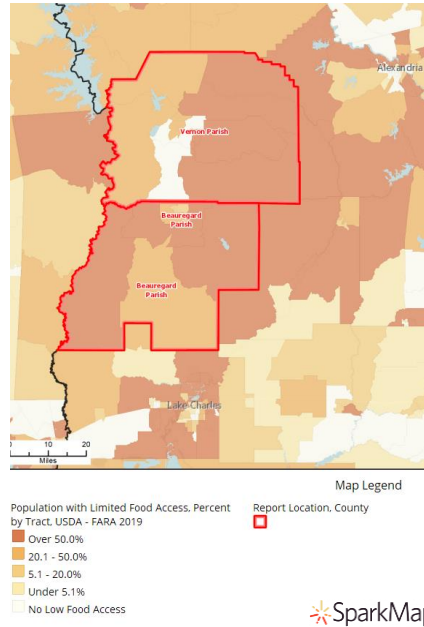 Alexandria
Vernon Parish
Beauregard
Parish
Beauregard
Parish
Lake Charles
10 20
Miles
Map Legend
Population with Limited Food Access, Percent
by Tract, USDA - FARA 2019
Over 50.0%
20.1 - 50.0%
5.1 - 20.0%
Under 5.1%
No Low Food Access
Report Location, County
SparkMap